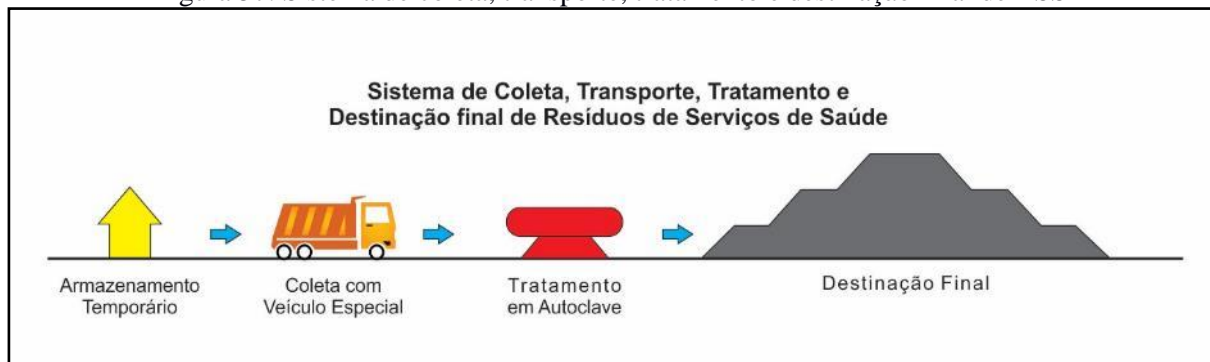 Sistema de Coleta, Transporte, Tratamento e
Destinação final de Resíduos de Serviços de Saúde
Armazenamento
Temporário
Coleta com
Veículo Especial
Tratamento
em Autoclave
Destinação Final